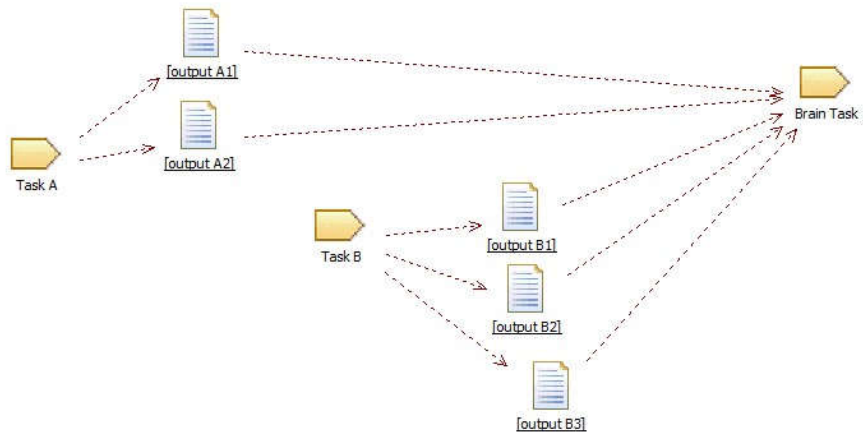 [output A1]
Brain Task
[output A2]
Task A
[output B1]
Task B
[output B2]
[output B3]